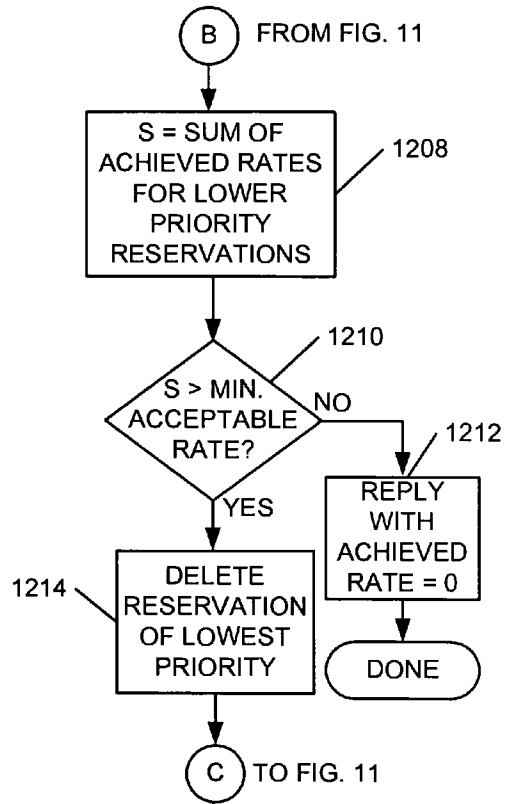 B FROM FIG. 11
S = SUM OF
ACHIEVED RATES
FOR LOWER
PRIORITY
RESERVATIONS
1208
1210
S > MIN.
ACCEPTABLE
RATE?
NO
YES
1212
REPLY
WITH
ACHIEVED
RATE = 0
DONE
1214
DELETE
RESERVATION
OF LOWEST
PRIORITY
C TO FIG. 11